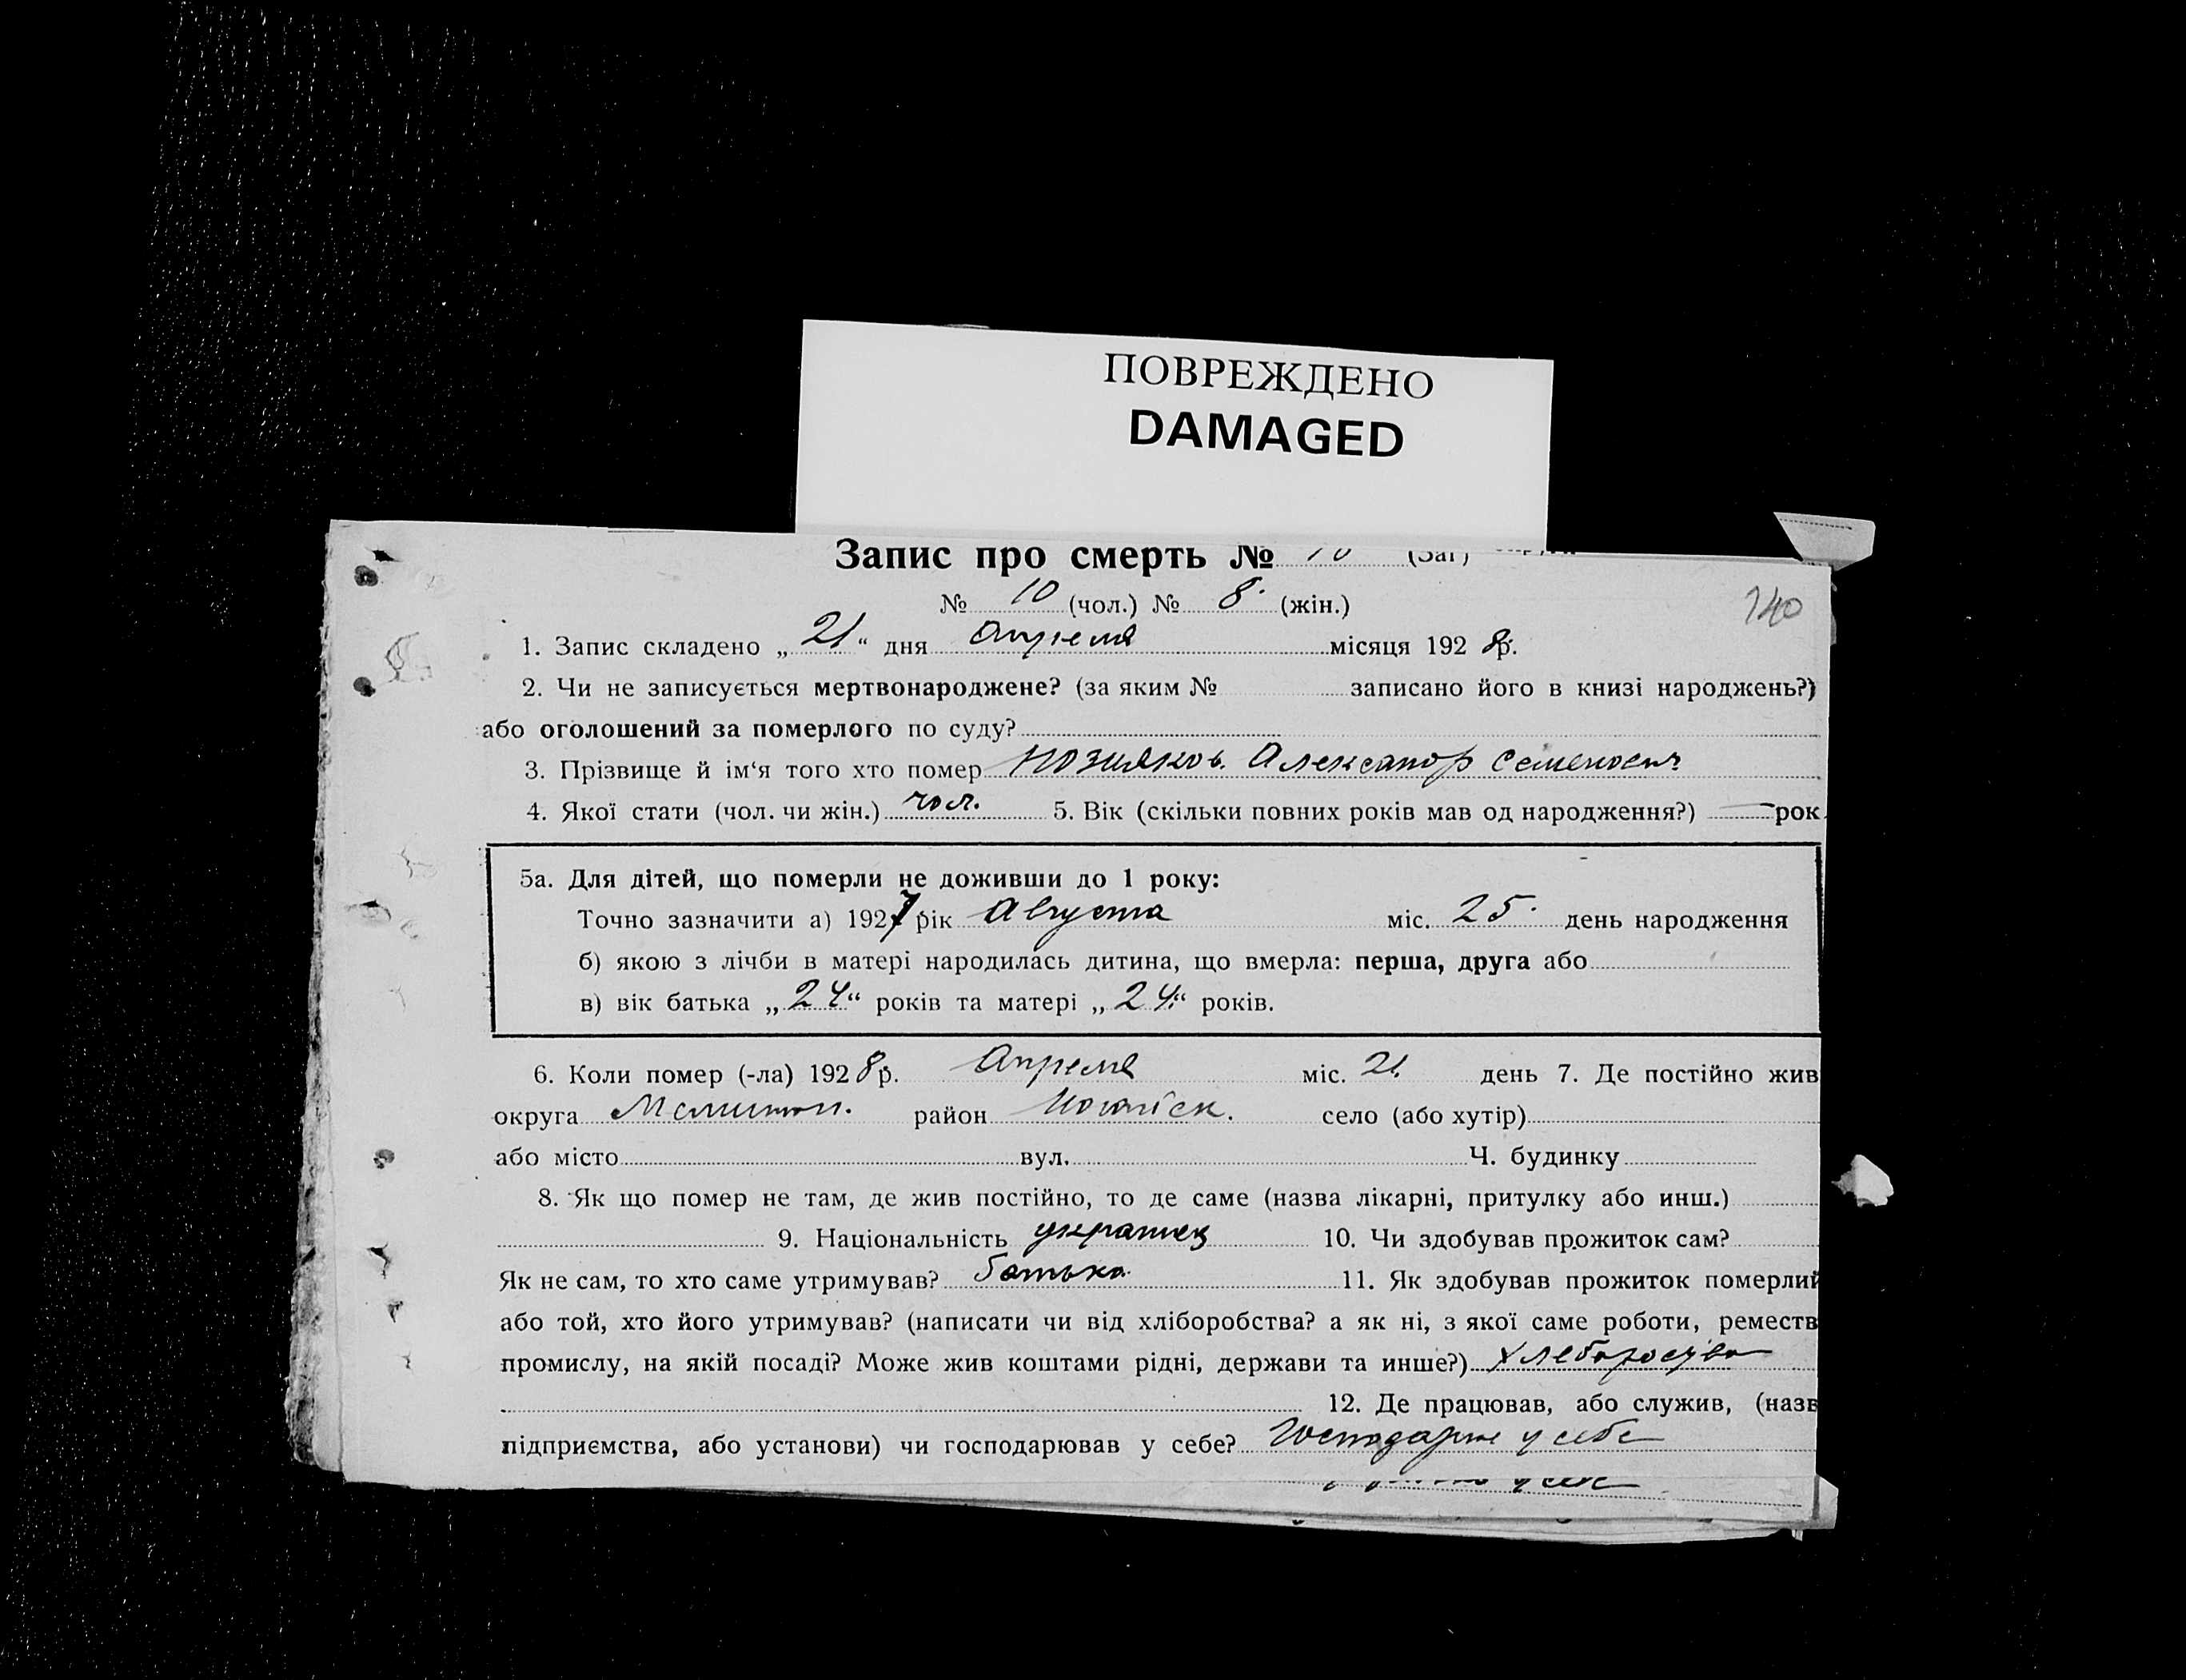 ПОВРЕЖДЕНО
DAMAGED
Запис про смерть № (Заг)
№ 10 (чол.) № 8. (жін.)
140
1. Запис складено „ 21 “ дня Апреля місяця 192 8р.
2. Чи не записується мертвонароджене? (за яким № записано його в книзі народжень?)
або оголошений за померлого по суду?
3. Прізвище й ім‘я того хто помер Позняков. Александр Семенович
4. Якої стати (чол. чи жін.) чол. 5. Вік (скільки повних років мав од народження?) — рок
5а. Для дітей, що померли не доживши до 1 року:
Точно зазначити а) 1927 рік Августа міс. 25. день народження
б) якою з лічби в матері народилась дитина, що вмерла: перша, друга або
в) вік батька „ 24 “ років та матері „ 24. “ років.
6. Коли помер (-ла) 192 8 р. Апреля міс. 21. день 7. Де постійно жив
округа район село (або хутір)
або місто вул. Ч. будинку
8. Як що помер не там, де жив постійно, то де саме (назва лікарні, притулку або инш.)
9. Національність украинец 10. Чи здобував прожиток сам?
Як не сам, то хто саме утримував? батько. 11. Як здобував прожиток померлий
або той, хто його утримував? (написати чи від хліборобства? а як ні, з якої саме роботи, реместв
промислу, на якій посаді? Може жив коштами рідні, держави та инше?)
12. Де працював, або служив, (назв
підприємства, або установи) чи господарював у себе? у себе